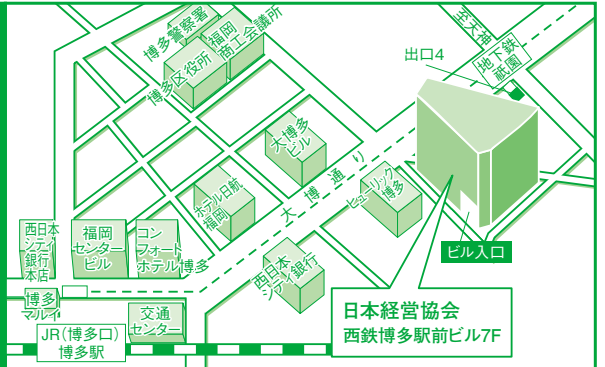 博多警察署
福岡
商工会議所
博多区役所
至天神
地下鉄
祇園
出口4
大博多
ビル
大博通り
ホテル日航
福岡
ヒューリック
博多
西日本
シティ
銀行
本店
福岡
センター
ビル
コン
フォート
ホテル博多
西日本
シティ銀行
ビル入口
博多
マルイ
交通
センター
JR(博多口)
博多駅
日本経営協会
西鉄博多駅前ビル7F